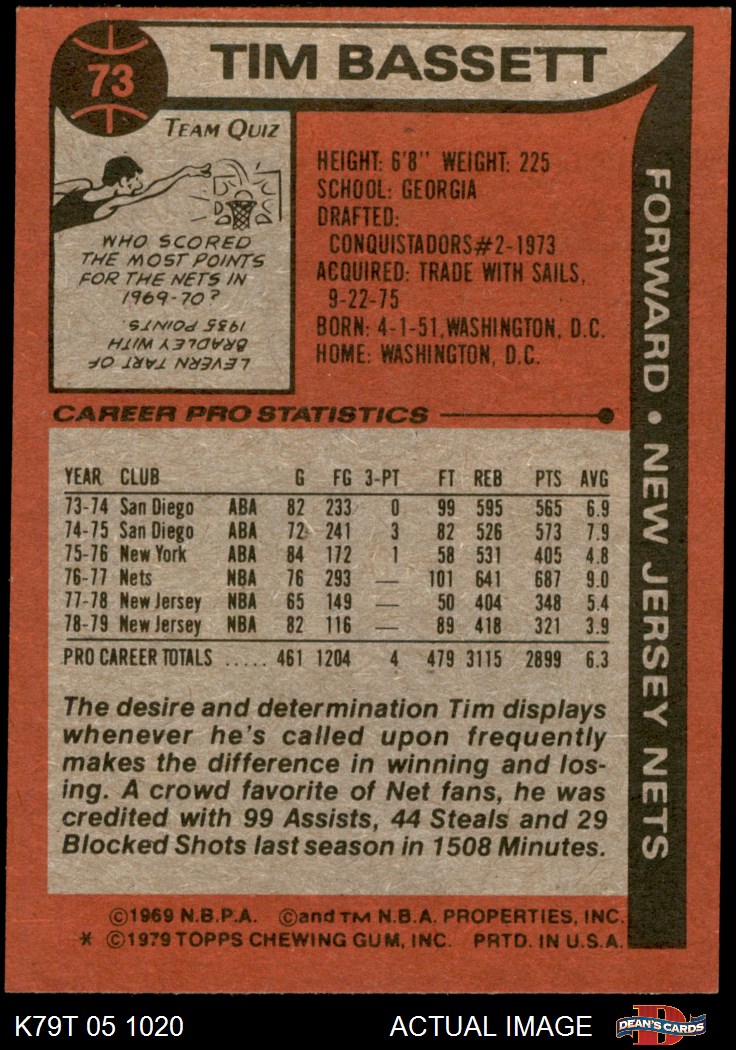 73
TIM BASSETT
TEAM QUIZ
WHO SCORED
THE MOST POINTS
FOR THE NETS IN
1969-70?
LEVERN TART OF
BRADLEY WITH
1955 POINTS.
HEIGHT: 6'8" WEIGHT: 225
SCHOOL: GEORGIA
DRAFTED:
CONQUISTADORS#2-1973
ACQUIRED: TRADE WITH SAILS,
9-22-75
BORN: 4-1-51, WASHINGTON, D.C.
HOME: WASHINGTON, D.C.
FORWARD • NEW JERSEY NETS
CAREER PRO STATISTICS
YEAR CLUB G FG 3-PT FT REB PTS AVG
73-74 San Diego ABA 82 233 0 99 595 565 6.9
74-75 San Diego ABA 72 241 3 82 526 573 7.9
75-76 New York ABA 84 172 1 58 531 405 4.8
76-77 Nets NBA 76 293 — 101 641 687 9.0
77-78 New Jersey NBA 65 149 — 50 404 348 5.4
78-79 New Jersey NBA 82 116 — 89 418 321 3.9
PRO CAREER TOTALS ..... 461 1204 4 479 3115 2899 6.3
The desire and determination Tim displays
whenever he's called upon frequently
makes the difference in winning and los-
ing. A crowd favorite of Net fans, he was
credited with 99 Assists, 44 Steals and 29
Blocked Shots last season in 1508 Minutes.
©1969 N.B.P.A. ©and TM N.B.A. PROPERTIES, INC.
* ©1979 TOPPS CHEWING GUM, INC. PRTD. IN U.S.A.
K79T 05 1020 ACTUAL IMAGE DEAN'S CARDS